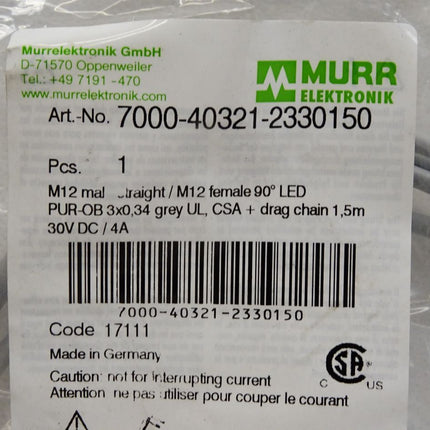 Murrelektronik GmbH
D-71570 Oppenweiler
Tel.: +49 7191 -470
www.murrelektronik.com
MURR
ELEKTRONIK
Art.-No. 7000-40321-2330150
Pcs. 1
M12 mal straight / M12 female 90° LED
PUR-OB 3x0,34 grey UL, CSA + drag chain 1,5m
30V DC / 4A
7000-40321-2330150
Code 17111
Made in Germany
Caution: not for interrupting current
Attention: ne pas utiliser pour couper le courant
CSA
C US